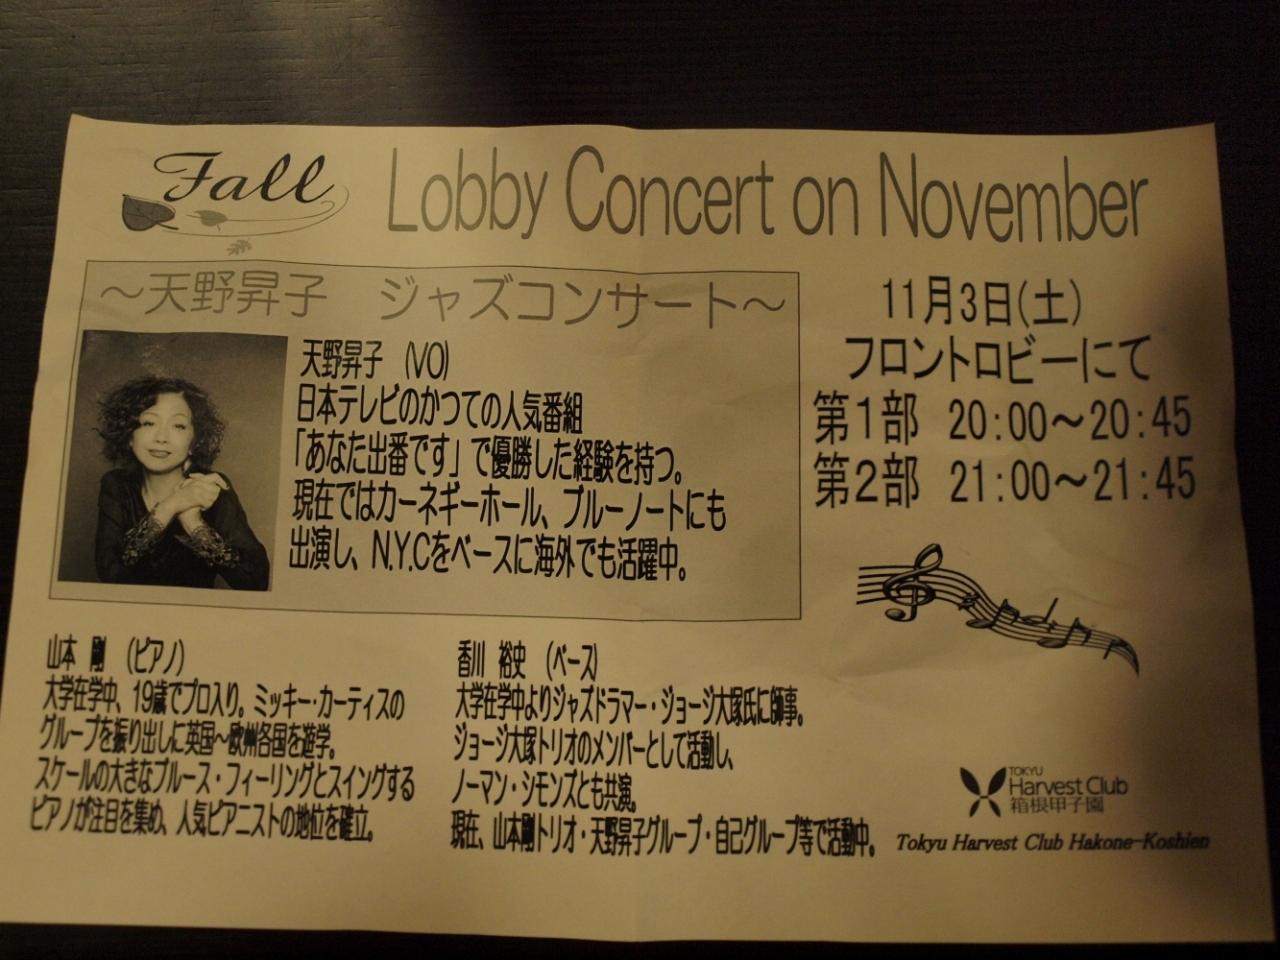 Fall
Lobby Concert on November
～天野昇子 ジャズコンサート～
天野昇子 (VO)
日本テレビのかつての人気番組
「あなた出番です」で優勝した経験を持つ。
現在ではカーネギーホール、ブルーノートにも
出演し、N.Y.Cをベースに海外でも活躍中。
11月3日(土)
フロントロビーにて
第1部 20:00～20:45
第2部 21:00～21:45
山本 剛 (ピアノ)
大学在学中、19歳でプロ入り。ミッキー・カーティスの
グループを振り出しに英国～欧州各国を遊学。
スケールの大きなブルース・フィーリングとスイングする
ピアノが注目を集め、人気ピアニストの地位を確立。
香川 裕史 (ベース)
大学在学中よりジャズドラマー・ジョージ大塚氏に師事。
ジョージ大塚トリオのメンバーとして活動し、
ノーマン・シモンズとも共演。
現在、山本剛トリオ・天野昇子グループ・自己グループ等で活動中。
TOKYU
Harvest Club
箱根甲子園
Tokyu Harvest Club Hakone-Koshien